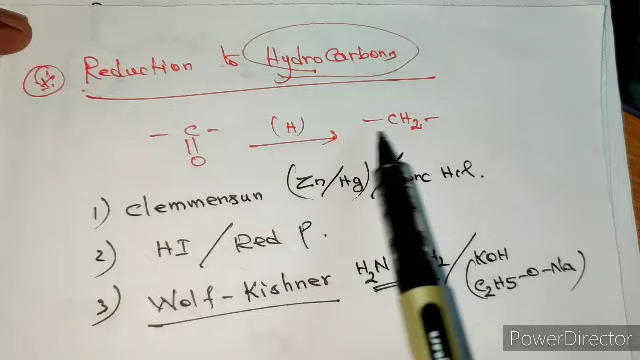 Reduction to HydroCarbons
- C - (H) - CH2 -
||
O
1) Clemmensun (Zn/Hg)/ Hcl.
2) HI / Red P.
3) Wolf-Kishner H2N / (KOH
C2H5-O-Na)
PowerDirector